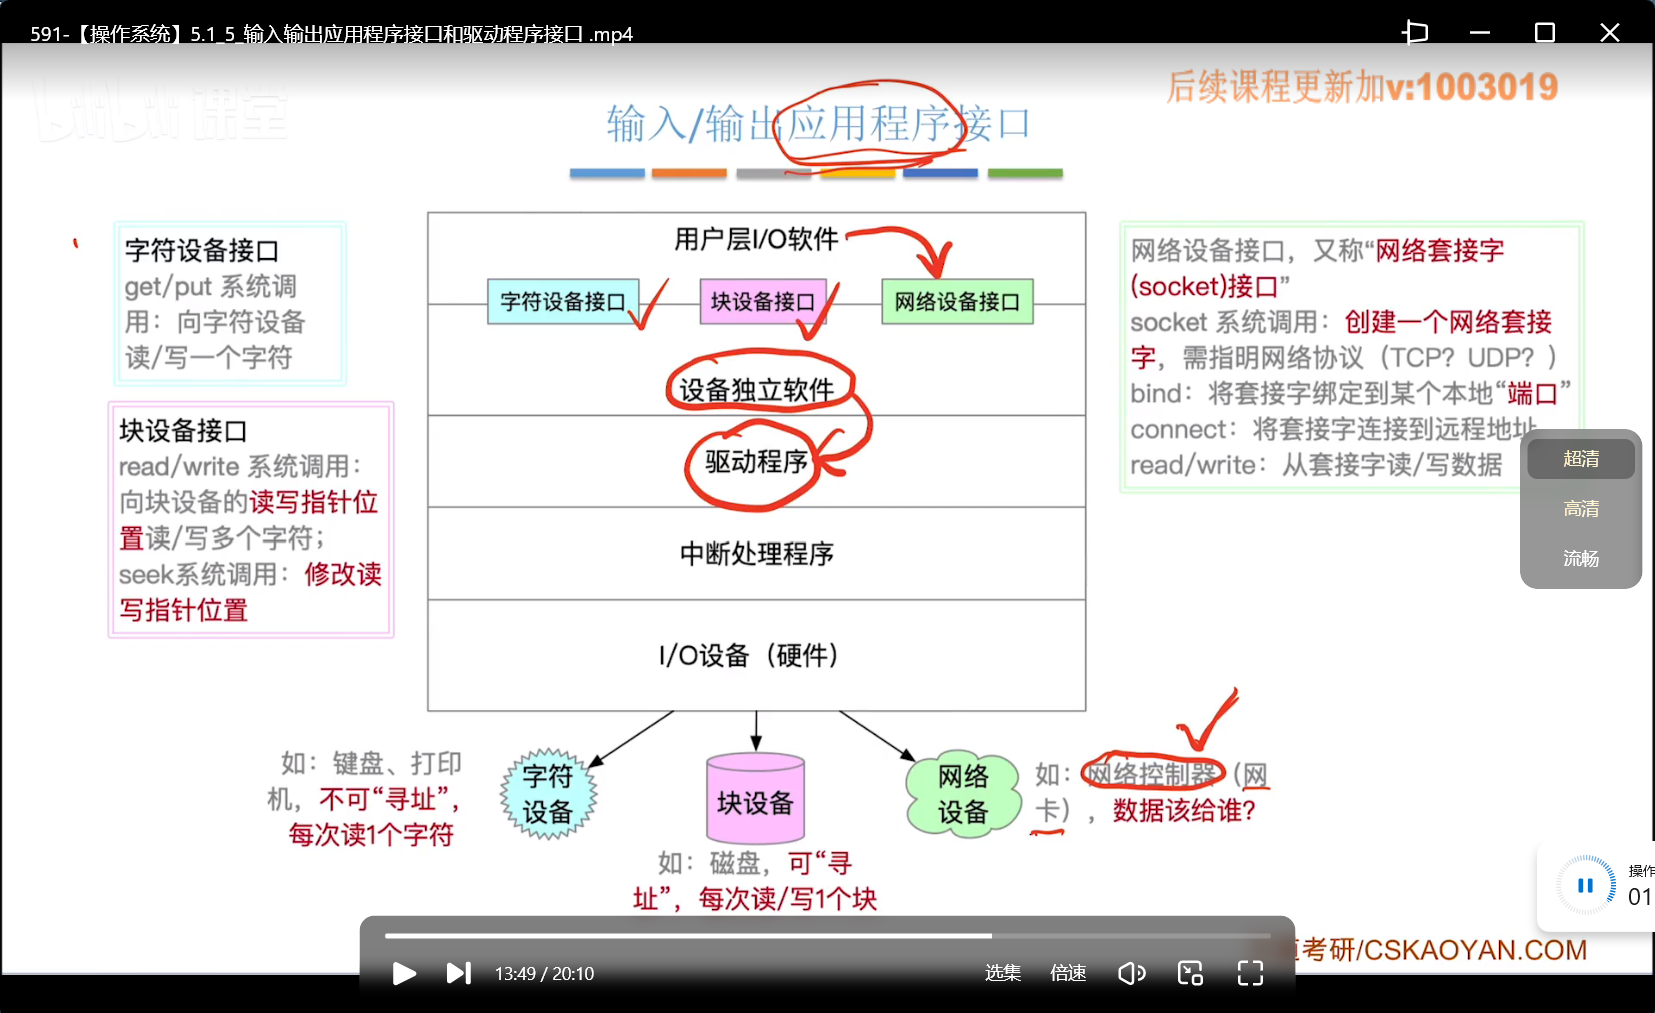 591-【操作系统】5.1_5_输入输出应用程序接口和驱动程序接口 .mp4
课堂
后续课程更新加v:1003019
输入/输出应用程序接口
字符设备接口
get/put 系统调
用：向字符设备
读/写一个字符
块设备接口
read/write 系统调用：
向块设备的读写指针位
置读/写多个字符；
seek系统调用：修改读
写指针位置
用户层I/O软件
字符设备接口
块设备接口
网络设备接口
设备独立软件
驱动程序
中断处理程序
I/O设备（硬件）
网络设备接口，又称“网络套接字
(socket)接口”
socket 系统调用：创建一个网络套接
字，需指明网络协议（TCP？UDP？）
bind：将套接字绑定到某个本地“端口”
connect：将套接字连接到远程地址
read/write：从套接字读/写数据
超清
高清
流畅
如：键盘、打印
机，不可“寻址”，
每次读1个字符
字符
设备
块设备
如：磁盘，可“寻
址”，每次读/写1个块
网络
设备
如：网络控制器（网
卡），数据该给谁？
操作
01
考研/CSKAOYAN.COM
13:49 / 20:10
选集
倍速